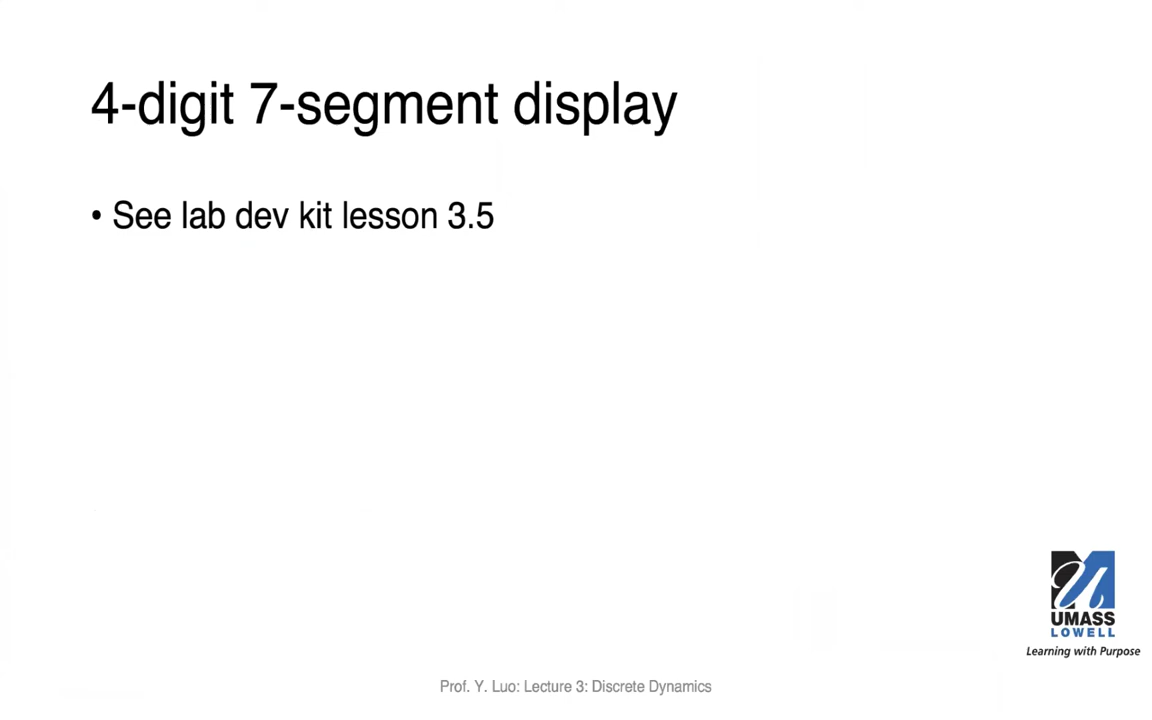 4-digit 7-segment display
• See lab dev kit lesson 3.5
UMASS
LOWELL
Learning with Purpose
Prof. Y. Luo: Lecture 3: Discrete Dynamics